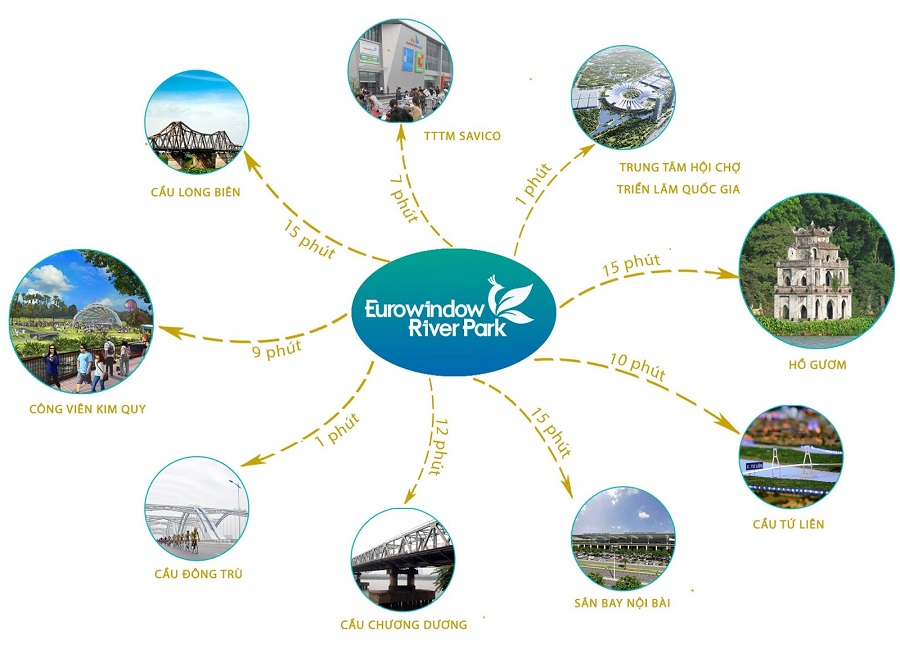 TTTM SAVICO
TRUNG TÂM HỘI CHỢ
TRIỂN LÃM QUỐC GIA
CẦU LONG BIÊN
7 phút
1 phút
15 phút
15 phút
Eurowindow
River Park
9 phút
10 phút
HỒ GƯƠM
CÔNG VIÊN KIM QUY
1 phút
12 phút
15 phút
CẦU TỨ LIÊN
CẦU ĐÔNG TRÙ
SÂN BAY NỘI BÀI
CẦU CHƯƠNG DƯƠNG